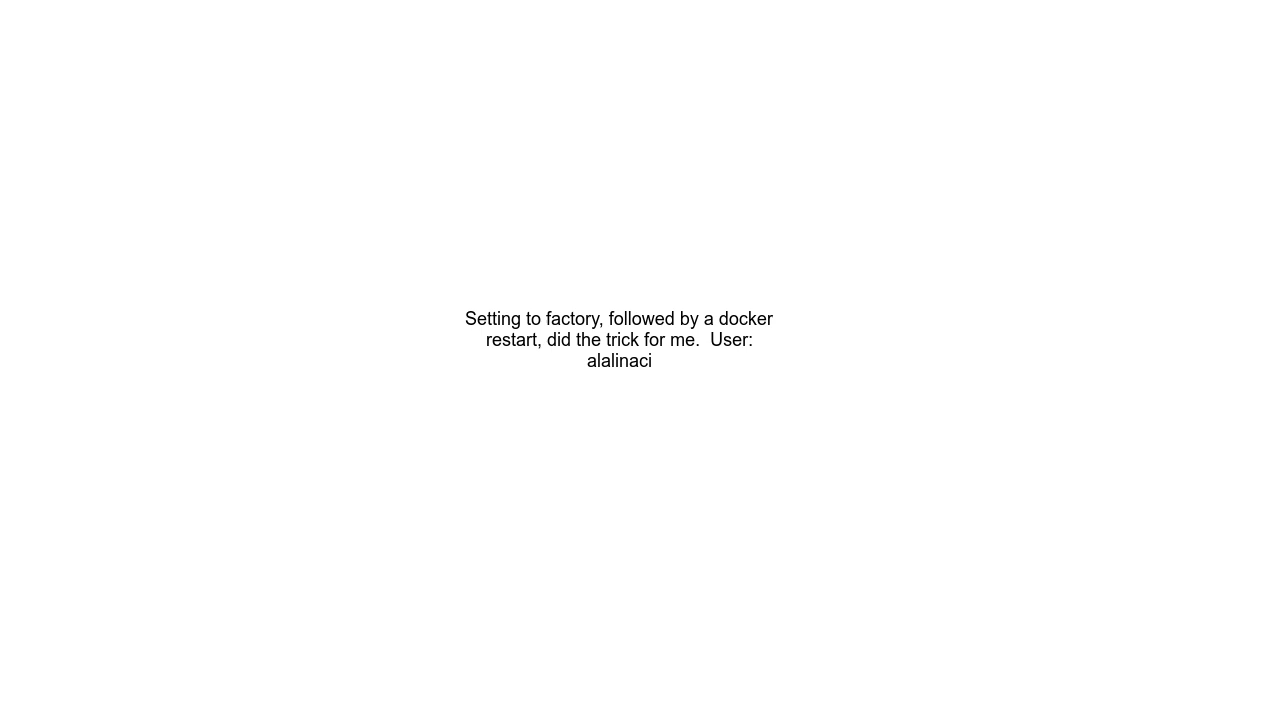 Setting to factory, followed by a docker
restart, did the trick for me.  User:
alalinaci